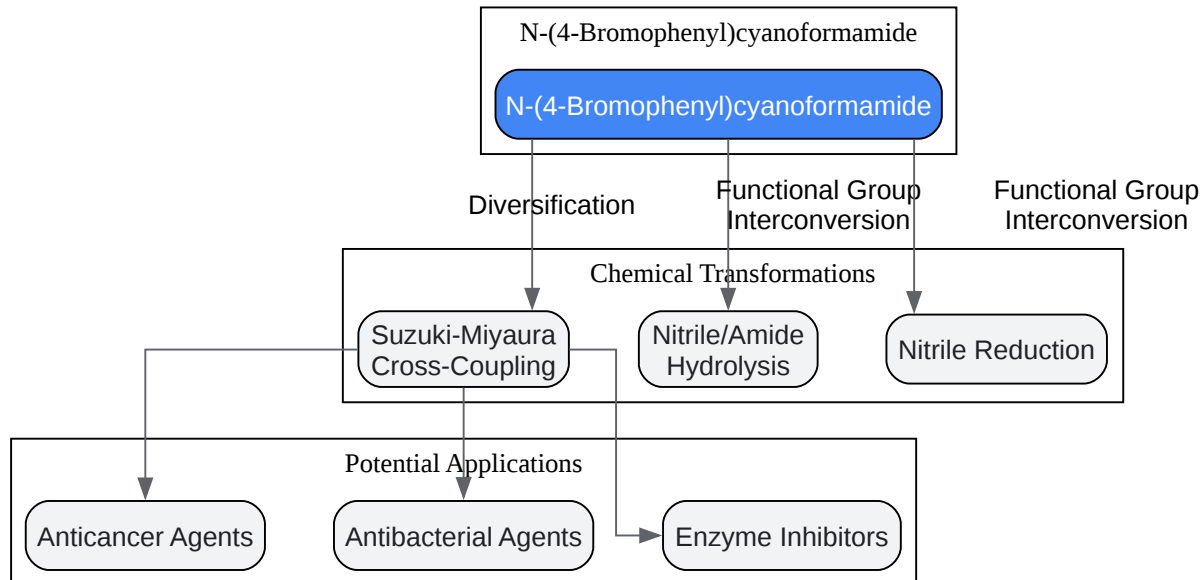 N-(4-Bromophenyl)cyanoformamide
N-(4-Bromophenyl)cyanoformamide
Diversification
Functional Group
Interconversion
Functional Group
Interconversion
Chemical Transformations
Suzuki-Miyaura
Cross-Coupling
Nitrile/Amide
Hydrolysis
Nitrile Reduction
Potential Applications
Anticancer Agents
Antibacterial Agents
Enzyme Inhibitors